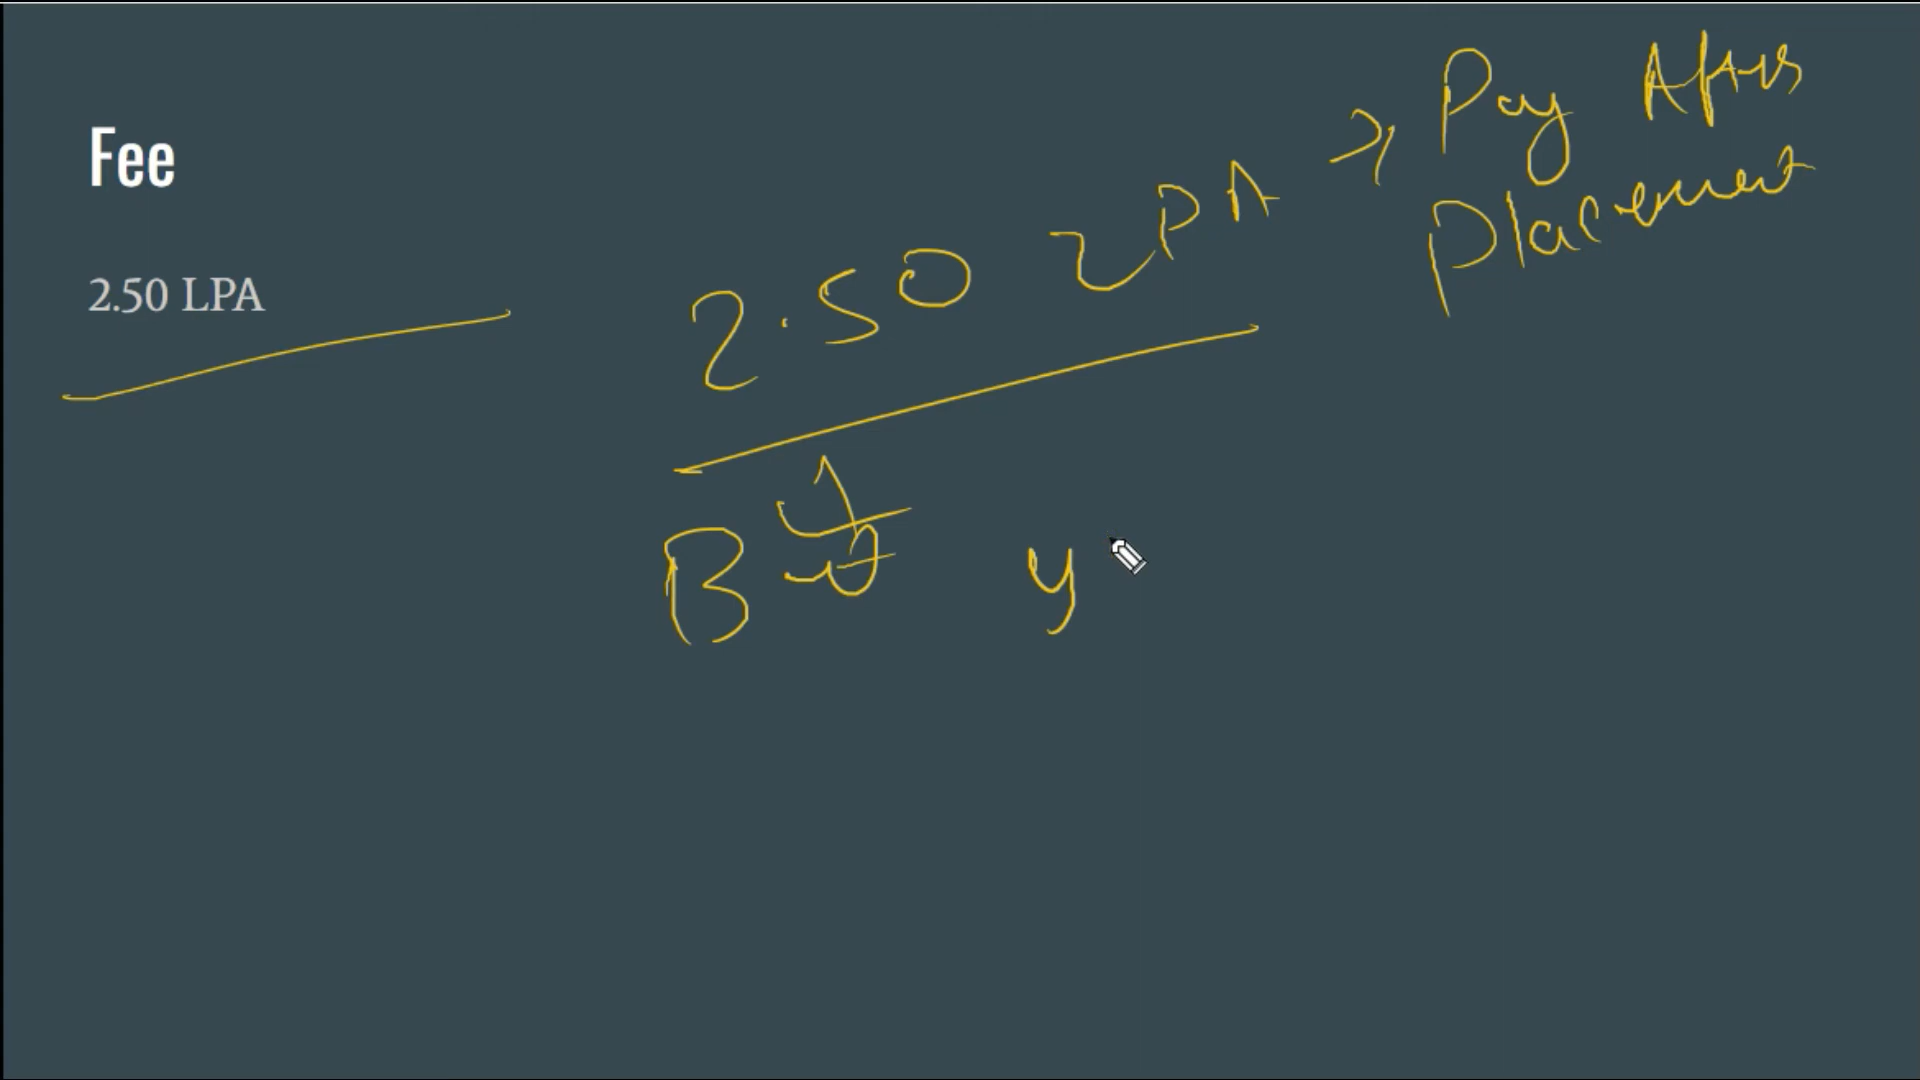 Fee
2.50 LPA
2.50 LPA → Pay After
Placement
B y